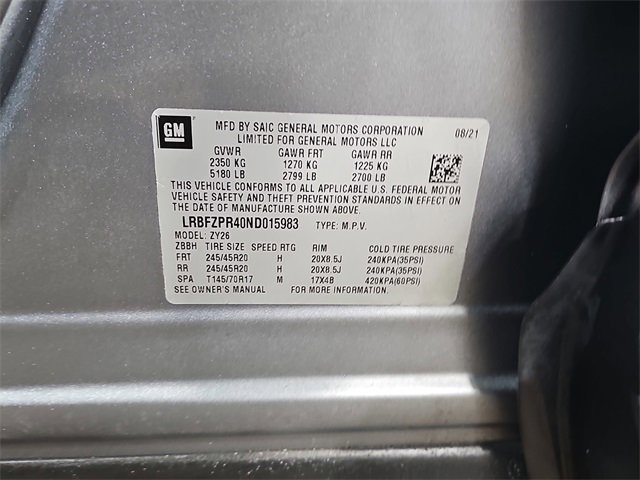 GM
MFD BY SAIC GENERAL MOTORS CORPORATION 08/21
LIMITED FOR GENERAL MOTORS LLC
GVWR GAWR FRT GAWR RR
2350 KG 1270 KG 1225 KG
5180 LB 2799 LB 2700 LB
THIS VEHICLE CONFORMS TO ALL APPLICABLE U.S. FEDERAL MOTOR
VEHICLE SAFETY AND THEFT PREVENTION STANDARDS IN EFFECT ON
THE DATE OF MANUFACTURE SHOWN ABOVE.
LRBFZPR40ND015983 TYPE: M.P.V.
MODEL: ZY26
ZBBH TIRE SIZE SPEED RTG RIM COLD TIRE PRESSURE
FRT 245/45R20 H 20X8.5J 240KPA(35PSI)
RR 245/45R20 H 20X8.5J 240KPA(35PSI)
SPA T145/70R17 M 17X4B 420KPA(60PSI)
SEE OWNER'S MANUAL FOR MORE INFORMATION.